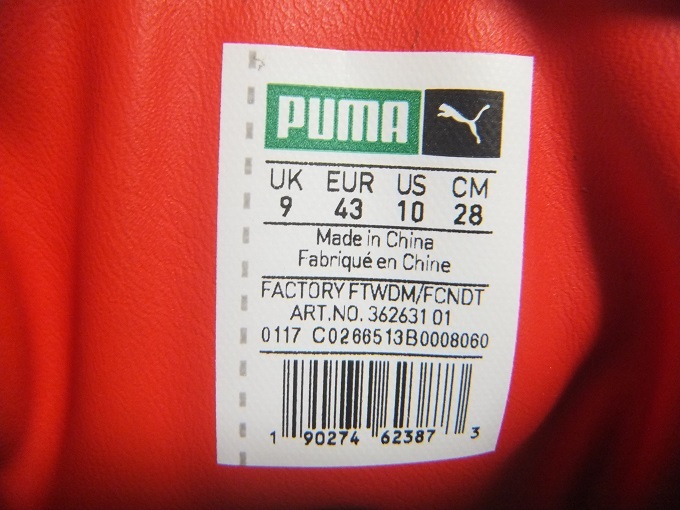 PUMA
UK EUR US CM
9 43 10 28
Made in China
Fabriqué en Chine
FACTORY FTWDM/FCNDT
ART.NO. 362631 01
0117 C0266513B0008060
1 90274 62387 3